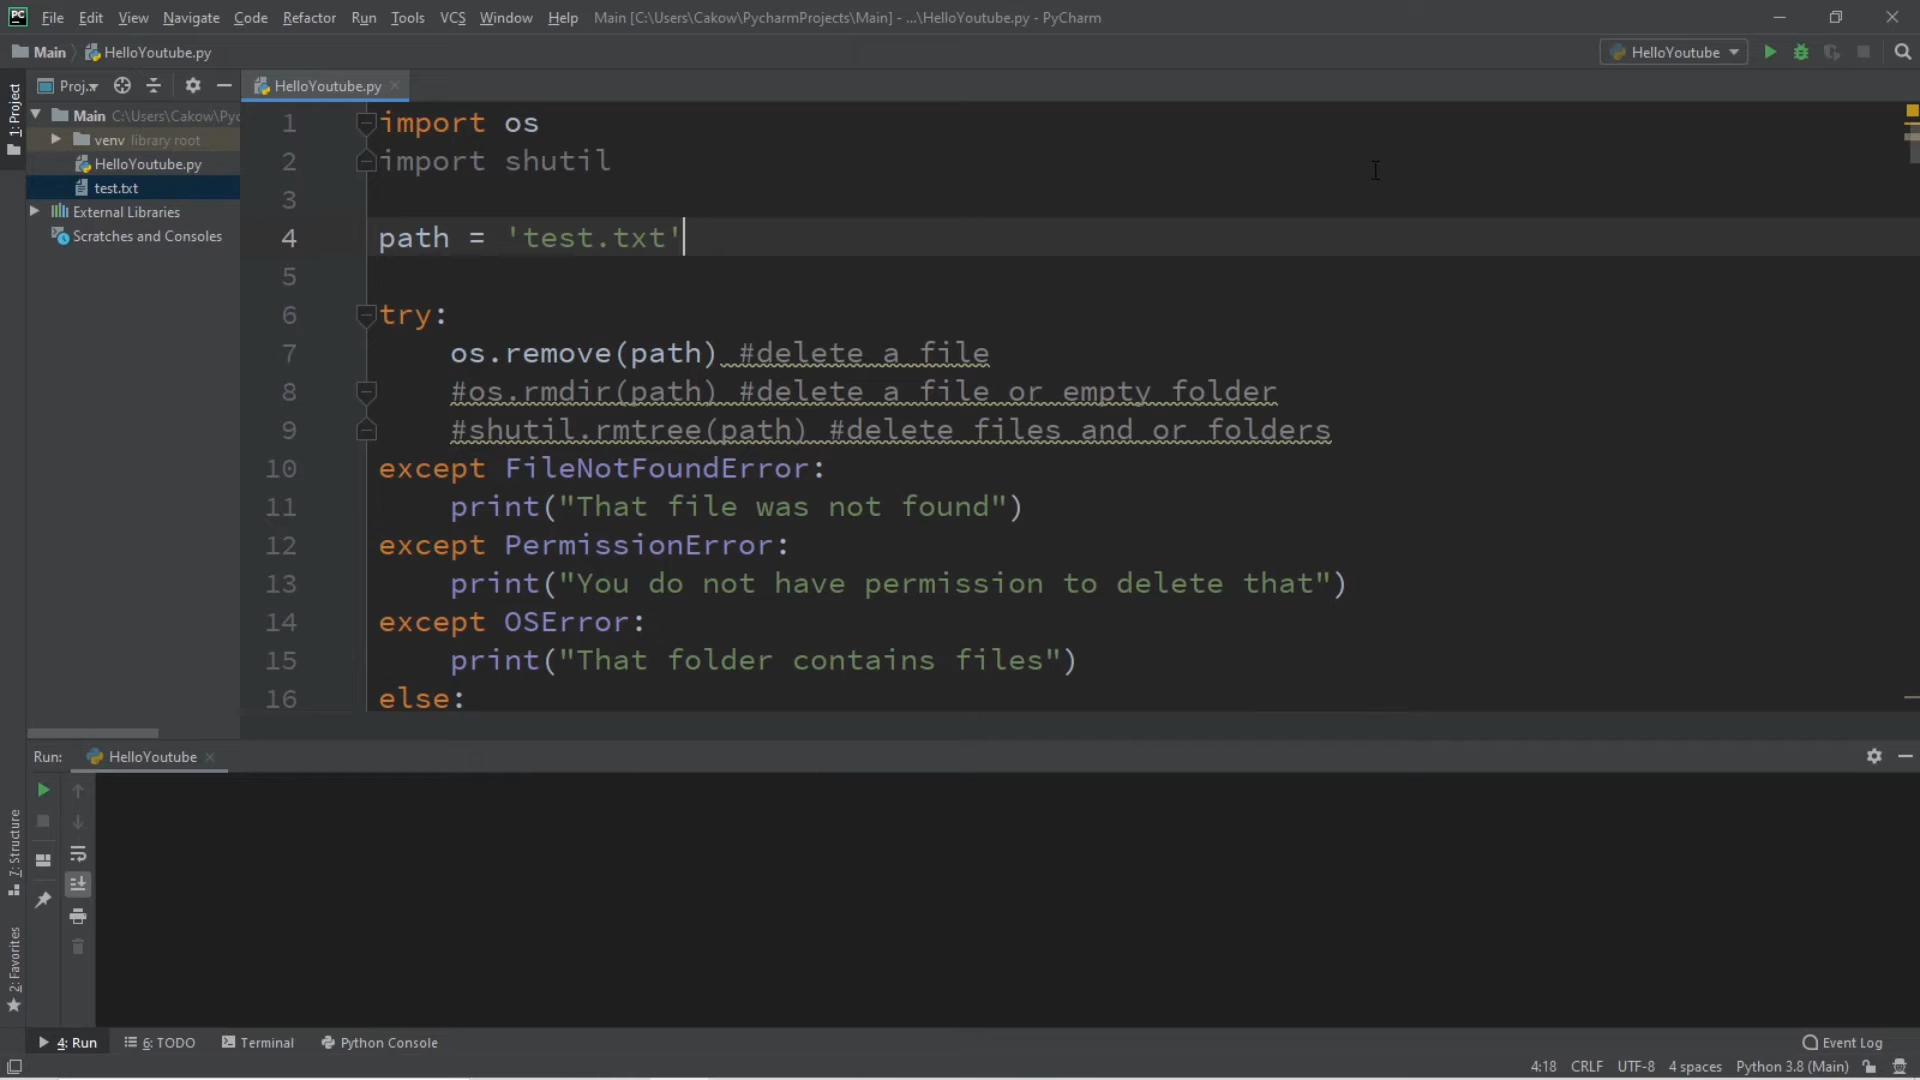 PC File Edit View Navigate Code Refactor Run Tools VCS Window Help Main [C:\Users\Cakow\PycharmProjects\Main] - ...\HelloYoutube.py - PyCharm
Main HelloYoutube.py HelloYoutube
1: Project
Proj... HelloYoutube.py
Main C:\Users\Cakow\Pyc
venv library root
HelloYoutube.py
test.txt
External Libraries
Scratches and Consoles
1 import os
2 import shutil
3
4 path = 'test.txt'
5
6 try:
7 os.remove(path) #delete a file
8 #os.rmdir(path) #delete a file or empty folder
9 #shutil.rmtree(path) #delete files and or folders
10 except FileNotFoundError:
11 print("That file was not found")
12 except PermissionError:
13 print("You do not have permission to delete that")
14 except OSError:
15 print("That folder contains files")
16 else:
Run: HelloYoutube
7: Structure
2: Favorites
4: Run 6: TODO Terminal Python Console Event Log
4:18 CRLF UTF-8 4 spaces Python 3.8 (Main)